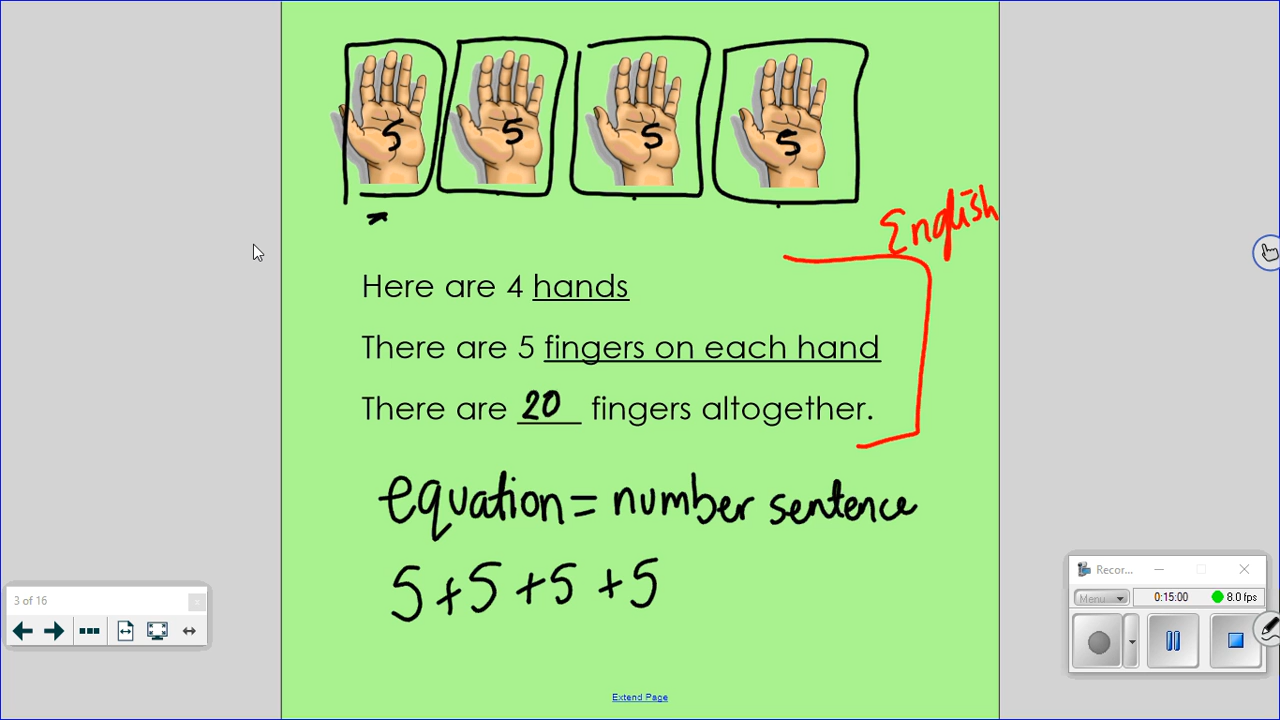 5 5 5 5
English
Here are 4 hands
There are 5 fingers on each hand
There are 20 fingers altogether.
equation = number sentence
5+5+5+5
Extend Page
3 of 16
Recor...
Menu
0:15:00
8.0 fps